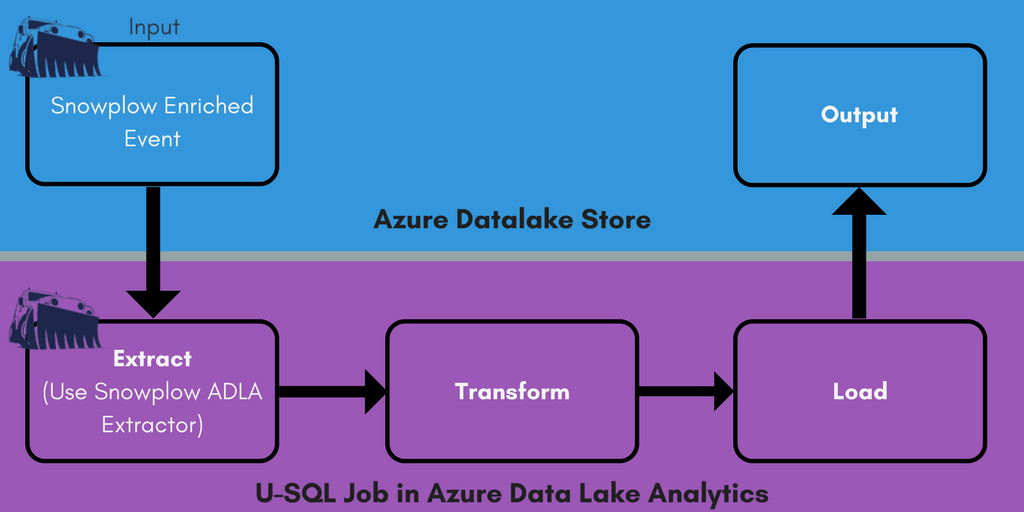 Input
Snowplow Enriched
Event
Output
Azure Datalake Store
Extract
(Use Snowplow ADLA
Extractor)
Transform
Load
U-SQL Job in Azure Data Lake Analytics